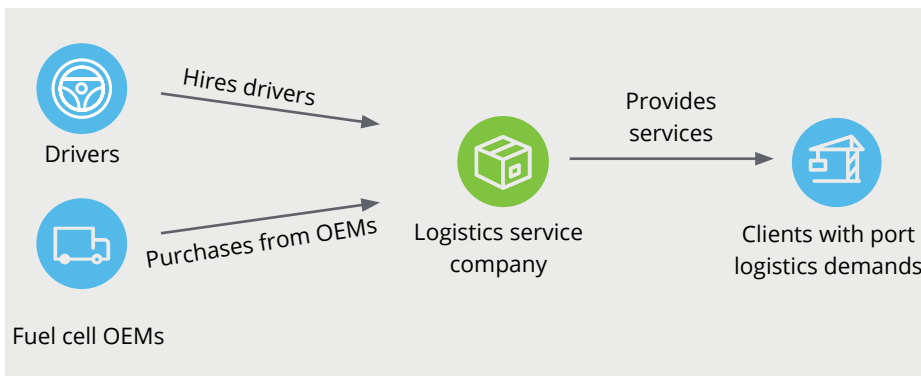 Hires drivers
Drivers
Purchases from OEMs
Fuel cell OEMs
Logistics service
company
Provides
services
Clients with port
logistics demands